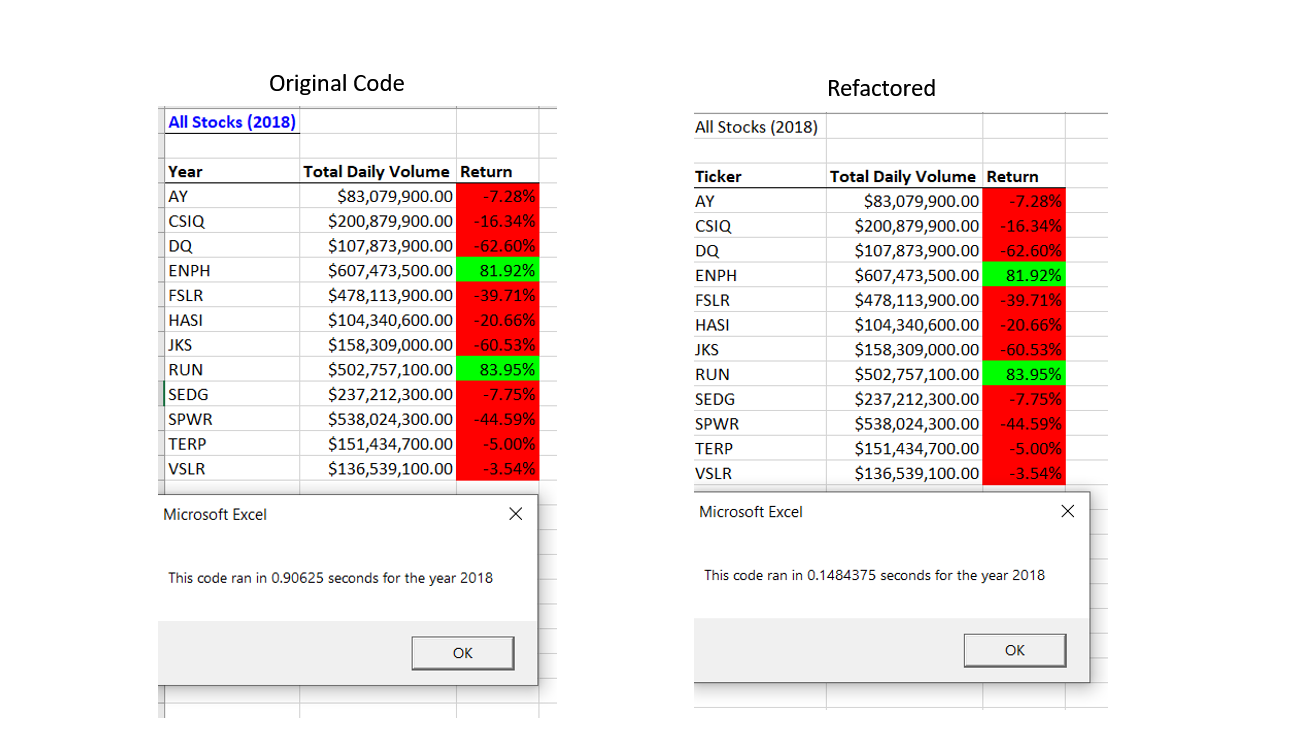 Original Code
All Stocks (2018)
Year Total Daily Volume Return
AY $83,079,900.00 -7.28%
CSIQ $200,879,900.00 -16.34%
DQ $107,873,900.00 -62.60%
ENPH $607,473,500.00 81.92%
FSLR $478,113,900.00 -39.71%
HASI $104,340,600.00 -20.66%
JKS $158,309,000.00 -60.53%
RUN $502,757,100.00 83.95%
SEDG $237,212,300.00 -7.75%
SPWR $538,024,300.00 -44.59%
TERP $151,434,700.00 -5.00%
VSLR $136,539,100.00 -3.54%
Microsoft Excel
This code ran in 0.90625 seconds for the year 2018
OK
Refactored
All Stocks (2018)
Ticker Total Daily Volume Return
AY $83,079,900.00 -7.28%
CSIQ $200,879,900.00 -16.34%
DQ $107,873,900.00 -62.60%
ENPH $607,473,500.00 81.92%
FSLR $478,113,900.00 -39.71%
HASI $104,340,600.00 -20.66%
JKS $158,309,000.00 -60.53%
RUN $502,757,100.00 83.95%
SEDG $237,212,300.00 -7.75%
SPWR $538,024,300.00 -44.59%
TERP $151,434,700.00 -5.00%
VSLR $136,539,100.00 -3.54%
Microsoft Excel
This code ran in 0.1484375 seconds for the year 2018
OK